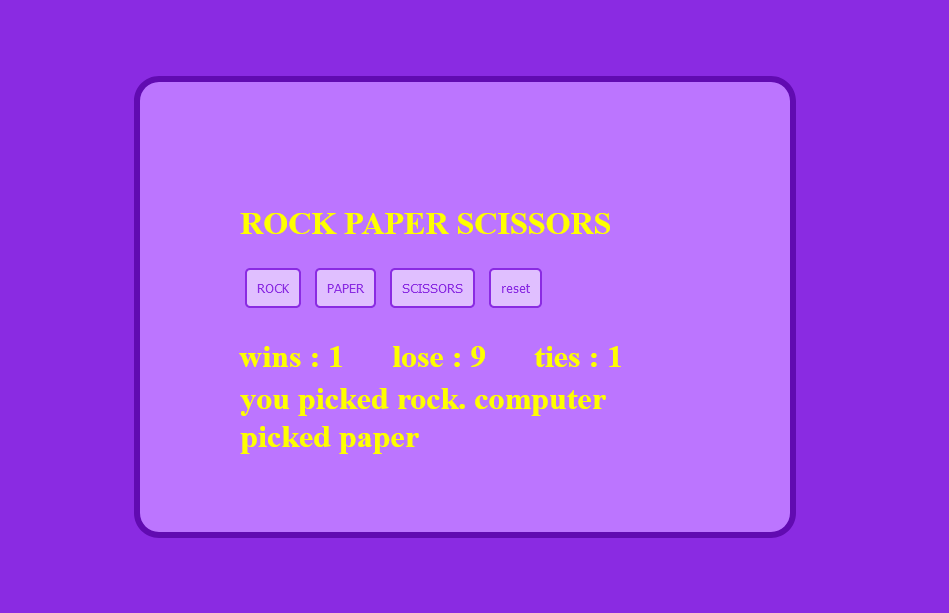 ROCK PAPER SCISSORS
ROCK PAPER SCISSORS reset
wins : 1 lose : 9 ties : 1
you picked rock. computer
picked paper